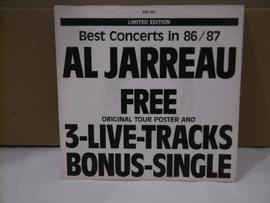 LIMITED EDITION
Best Concerts in 86/87
AL JARREAU
FREE
ORIGINAL TOUR POSTER AND
3-LIVE-TRACKS
BONUS-SINGLE